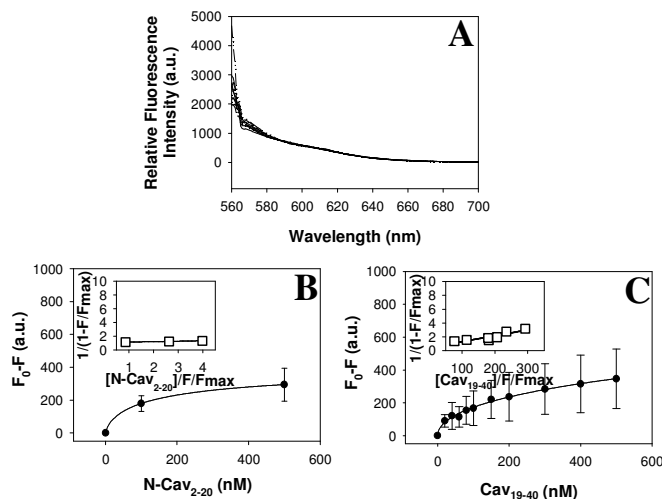 A
Relative Fluorescence
Intensity (a.u.)
5000
4000
3000
2000
1000
0
560 580 600 620 640 660 680 700
Wavelength (nm)
B
F0-F (a.u.)
1000
800
600
400
200
0
1/(1-F/Fmax)
10
8
6
4
2
0
1 2 3 4
[N-Cav2-20]/F/Fmax
0 200 400 600
N-Cav2-20 (nM)
C
F0-F (a.u.)
1000
800
600
400
200
0
1/(1-F/Fmax)
10
8
6
4
2
0
100 200 300
[Cav19-40]/F/Fmax
0 200 400 600
Cav19-40 (nM)